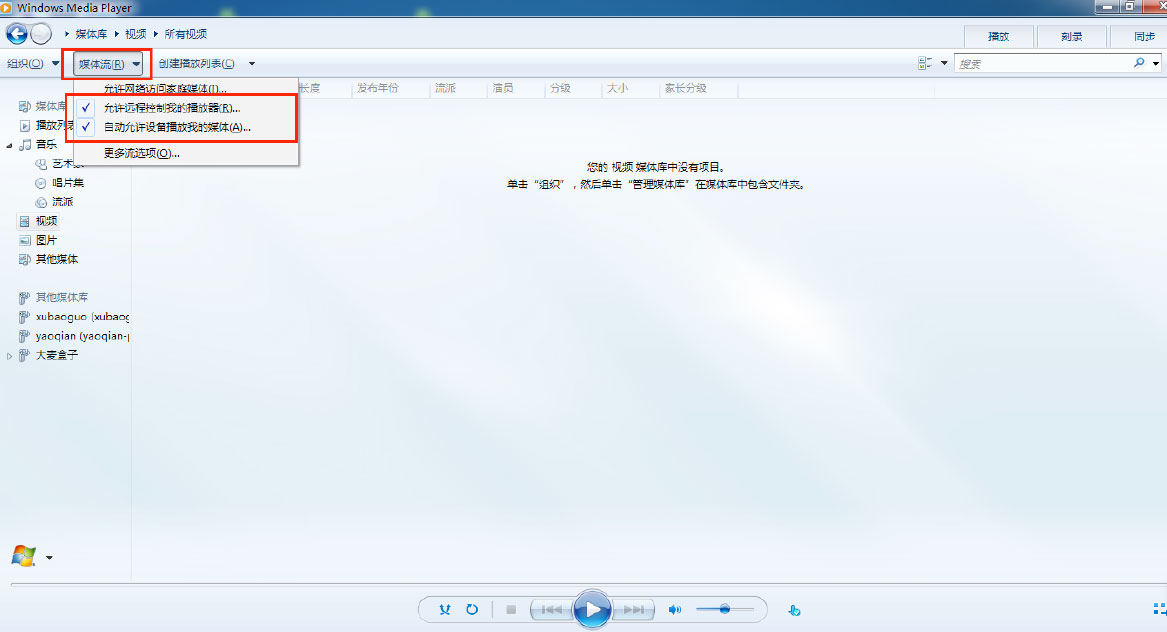 Windows Media Player
媒体库 视频 所有视频
播放 刻录 同步
组织(O) 媒体流(R) 创建播放列表(C)
搜索
允许网络访问家庭媒体(I)...
允许远程控制我的播放器(R)...
自动允许设备播放我的媒体(A)...
更多流选项(O)...
长度 发布年份 流派 演员 分级 大小 家长分级
媒体库
播放列表
音乐
艺术家
唱片集
流派
视频
图片
其他媒体
其他媒体库
xubaoguo (xubaog
yaoqian (yaoqian-p
大麦盒子
您的 视频 媒体库中没有项目。
单击“组织”，然后单击“管理媒体库”在媒体库中包含文件夹。